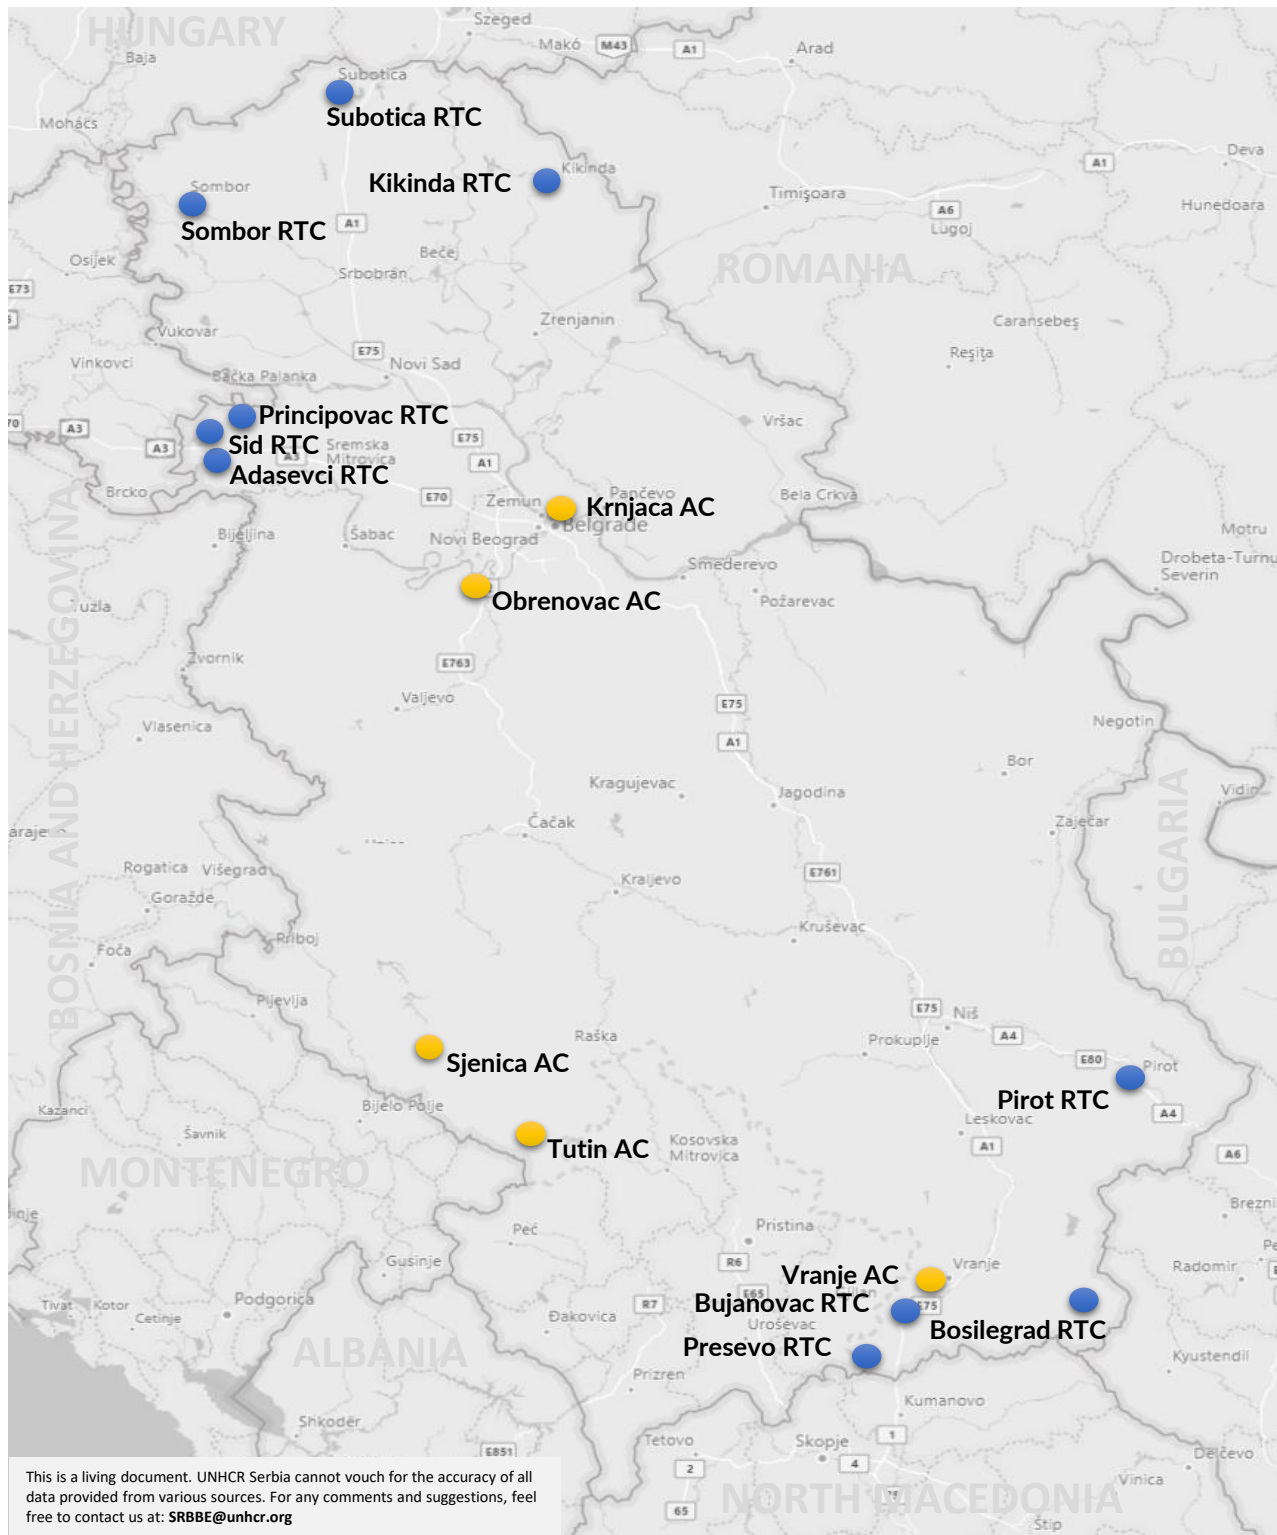 HUNGARY
Szeged
Baja
Makó
M43
A1
Arad
Subotica
Subotica RTC
Mohács
Deva
A1
Kikinda
Kikinda RTC
Sombor
Timişoara
Hunedoara
Sombor RTC
A1
A6
Lugoj
Bečej
Osijek
Srbobran
ROMANIA
E73
Zrenjanin
Caransebeş
Vukovar
E75
Reşiţa
Vinkovci
Novi Sad
Bačka Palanka
Principovac RTC
Vršac
A3
E75
Sid RTC
Sremska
Mitrovica
A3
A3
A1
Adasevci RTC
Brcko
E70
Zemun
Pančevo
Bela Crkva
Krnjaca AC
Belgrade
Bijeljina
Šabac
Novi Beograd
Motru
Drobeta-Turnu
Severin
Smederevo
Požarevac
Obrenovac AC
Zvornik
E763
Valjevo
E75
Vlasenica
Negotin
A1
Bor
Kragujevac
Jagodina
Vidin
Čačak
Zaječar
BOSNIA AND HERZEGOVINA
BULGARIA
Rogatica
Višegrad
E761
Kraljevo
Goražde
Kruševac
Priboj
Foča
Pljevlja
E75
Niš
Raška
Prokuplje
A4
Sjenica AC
E80
Pirot
Pirot RTC
Kazanci
Bijelo Polje
A4
Leskovac
Šavnik
Tutin AC
Kosovska
Mitrovica
A1
A6
MONTENEGRO
Peć
Pristina
Gusinje
R6
Vranje AC
Vranje
Radomir
E65
Bujanovac RTC
E75
Tivat
Kotor
Podgorica
Cetinje
R7
Đakovica
Uroševac
Bosilegrad RTC
Presevo RTC
ALBANIA
Kyustendil
Prizren
Kumanovo
Shkodër
E851
Tetovo
Skopje
1
2
4
Delčevo
Vinica
NORTH MACEDONIA
65
Štip
This is a living document. UNHCR Serbia cannot vouch for the accuracy of all
data provided from various sources. For any comments and suggestions, feel
free to contact us at: SRBBE@unhcr.org